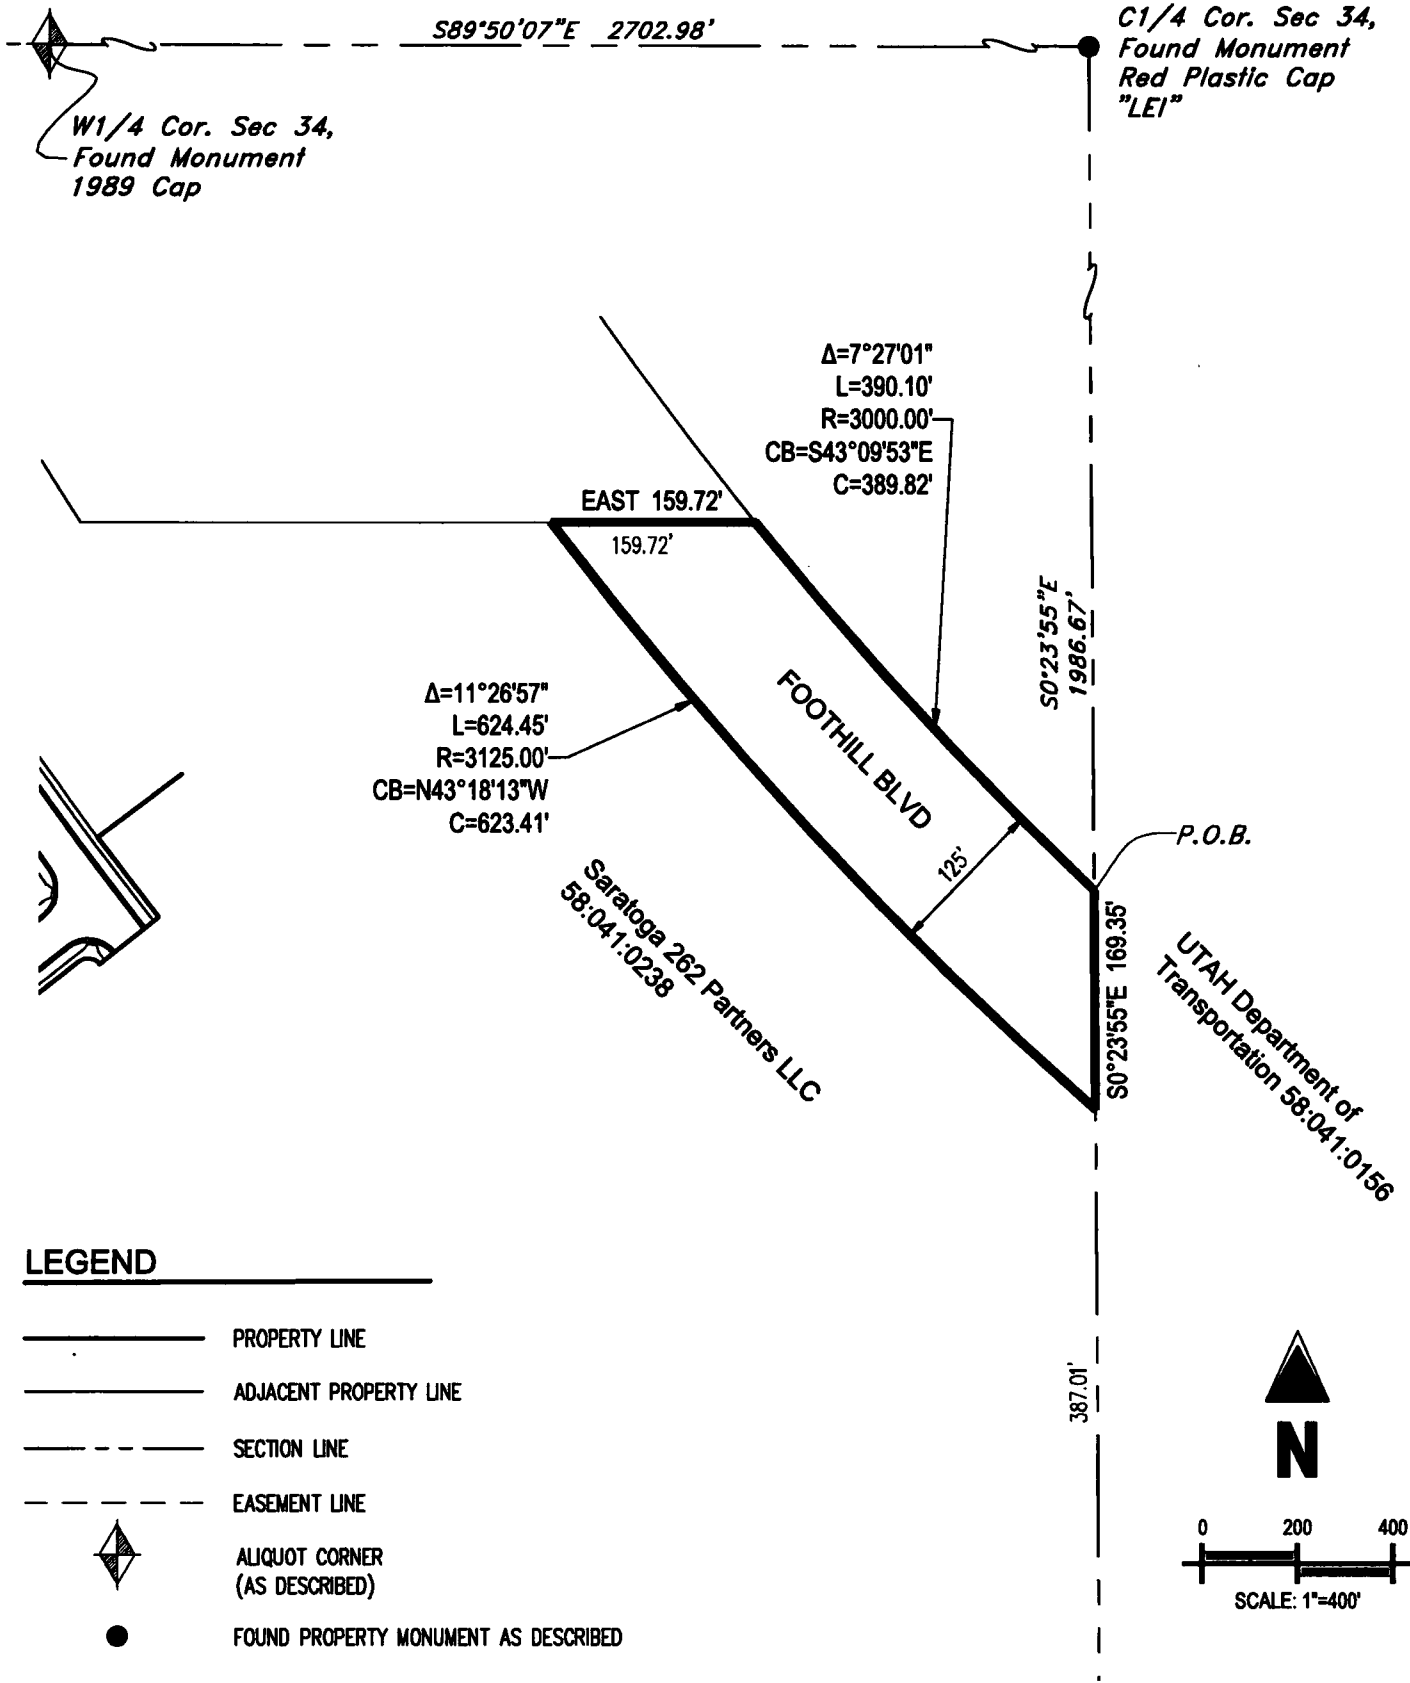 S89°50'07"E 2702.98'
C1/4 Cor. Sec 34,
Found Monument
Red Plastic Cap
"LEI"
W1/4 Cor. Sec 34,
Found Monument
1989 Cap
Δ=7°27'01"
L=390.10'
R=3000.00'
CB=S43°09'53"E
C=389.82'
EAST 159.72'
159.72'
S0°23'55"E
1986.67'
Δ=11°26'57"
L=624.45'
R=3125.00'
CB=N43°18'13"W
C=623.41'
FOOTHILL BLVD
125'
P.O.B.
Saratoga 262 Partners LLC
58:041:0238
S0°23'55"E 169.35'
UTAH Department of
Transportation 58:041:0156
387.01'
LEGEND
PROPERTY LINE
ADJACENT PROPERTY LINE
SECTION LINE
EASEMENT LINE
ALIQUOT CORNER
(AS DESCRIBED)
FOUND PROPERTY MONUMENT AS DESCRIBED
N
0 200 400
SCALE: 1"=400'